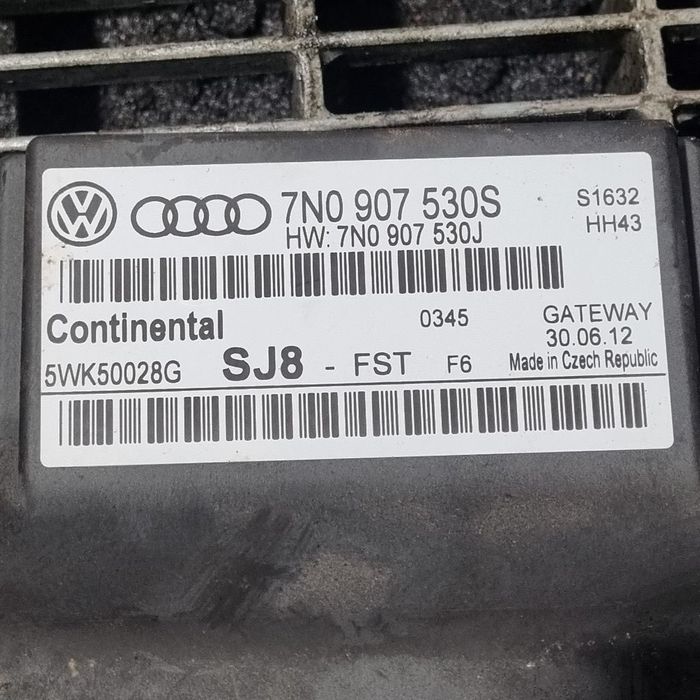 7N0 907 530S S1632
HW: 7N0 907 530J HH43
Continental 0345 GATEWAY
30.06.12
5WK50028G SJ8 - FST F6 Made in Czech Republic